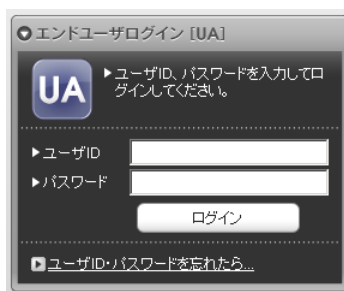 エンドユーザログイン [UA]
UA
ユーザID、パスワードを入力してロ
グインしてください。
ユーザID
パスワード
ログイン
ユーザID・パスワードを忘れたら...